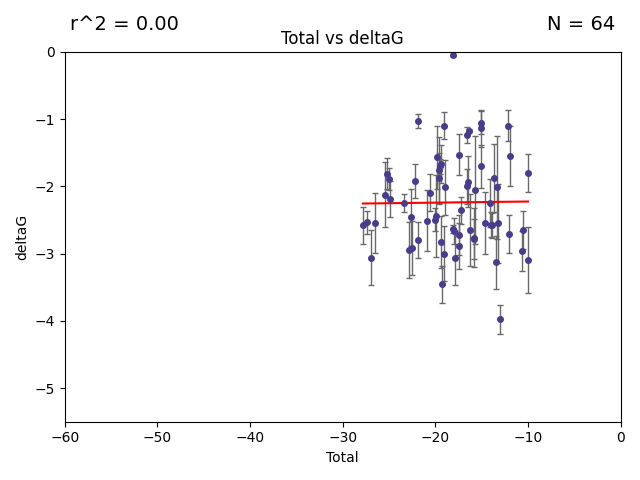 r^2 = 0.00
N = 64
Total vs deltaG
deltaG
0
−1
−2
−3
−4
−5
−60
−50
−40
−30
−20
−10
0
Total